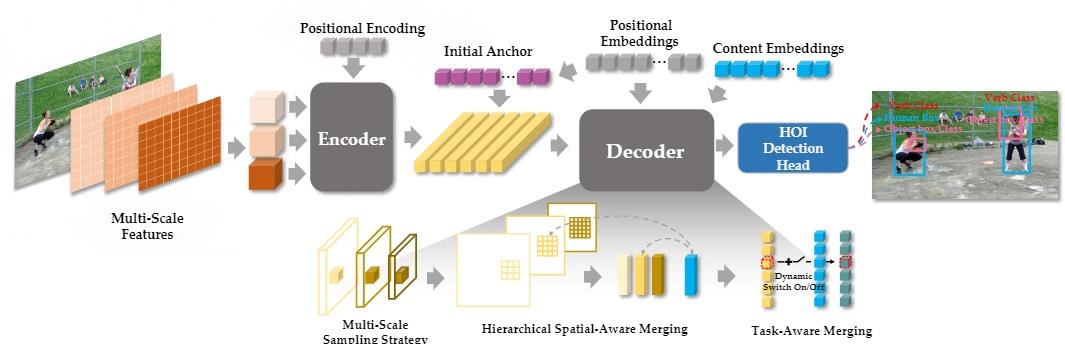 Positional Encoding
Initial Anchor
Positional
Embeddings
Content Embeddings
...
...
...
Encoder
Decoder
HOI
Detection
Head
Verb Class
Human Box
Object box/Class
Verb Class
Object box/Class
Multi-Scale
Features
Multi-Scale
Sampling Strategy
Hierarchical Spatial-Aware Merging
Dynamic
Switch On/Off
Task-Aware Merging